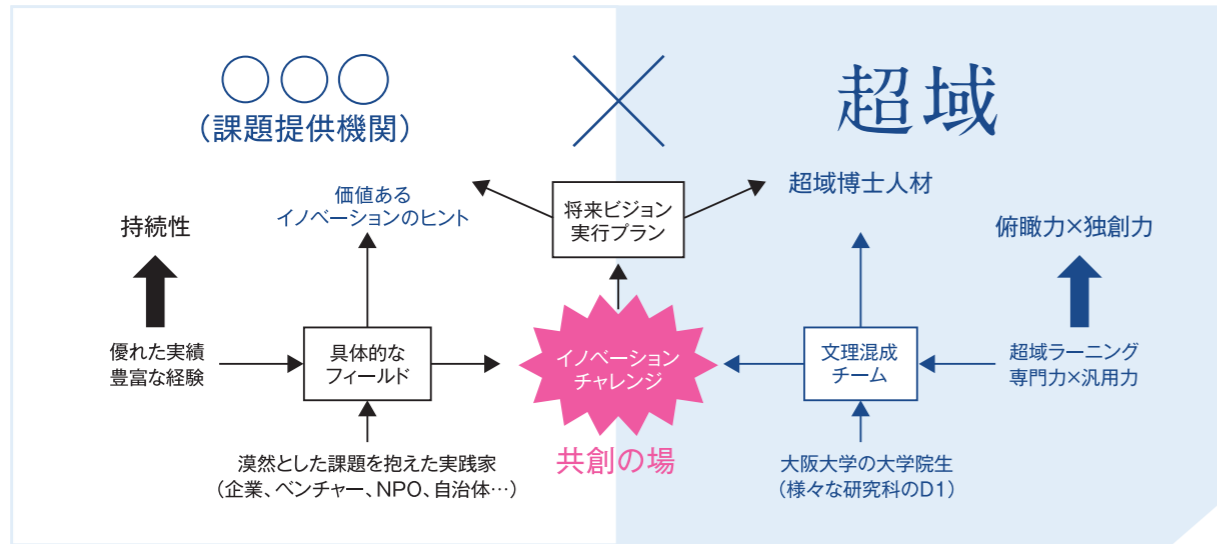 ○○○
(課題提供機関)
×
超域
価値ある
イノベーションのヒント
将来ビジョン
実行プラン
超域博士人材
持続性
俯瞰力×独創力
優れた実績
豊富な経験
具体的な
フィールド
イノベーション
チャレンジ
文理混成
チーム
超域ラーニング
専門力×汎用力
漠然とした課題を抱えた実践家
(企業、ベンチャー、NPO、自治体…)
共創の場
大阪大学の大学院生
(様々な研究科のD1)